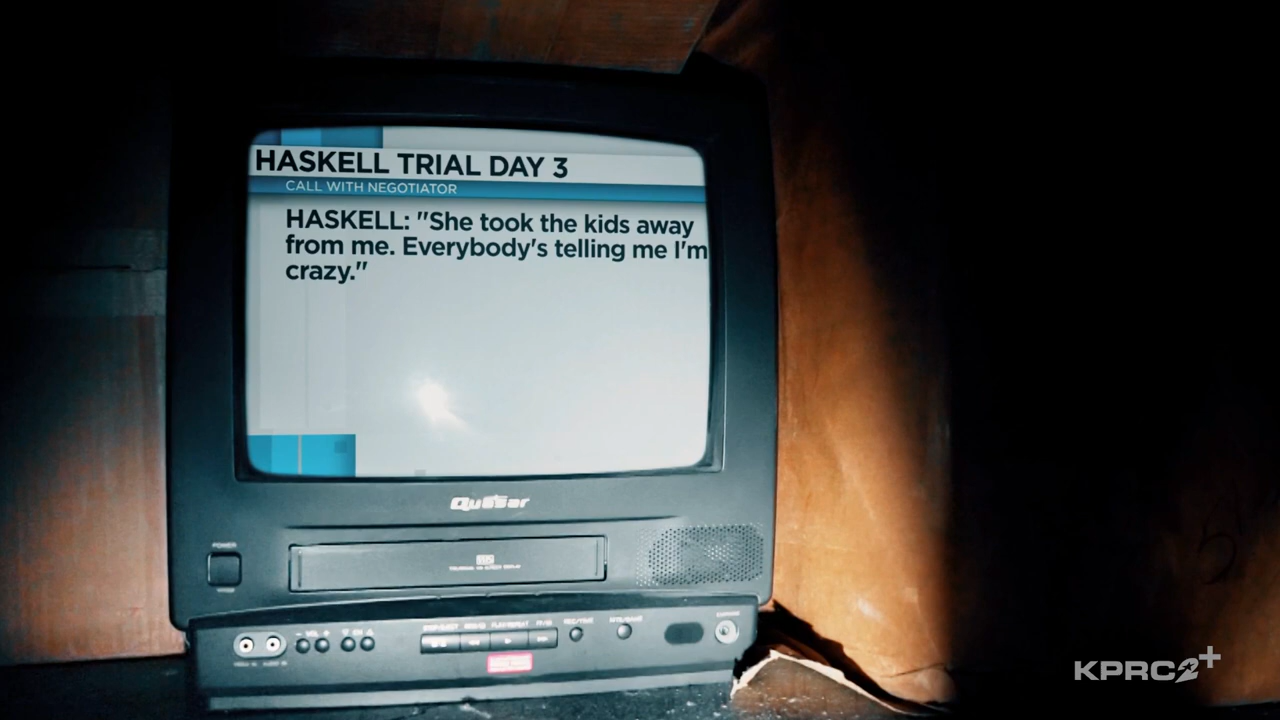 HASKELL TRIAL DAY 3
CALL WITH NEGOTIATOR
HASKELL: "She took the kids away
from me. Everybody's telling me I'm
crazy."
Quasar
POWER
KPRC2+